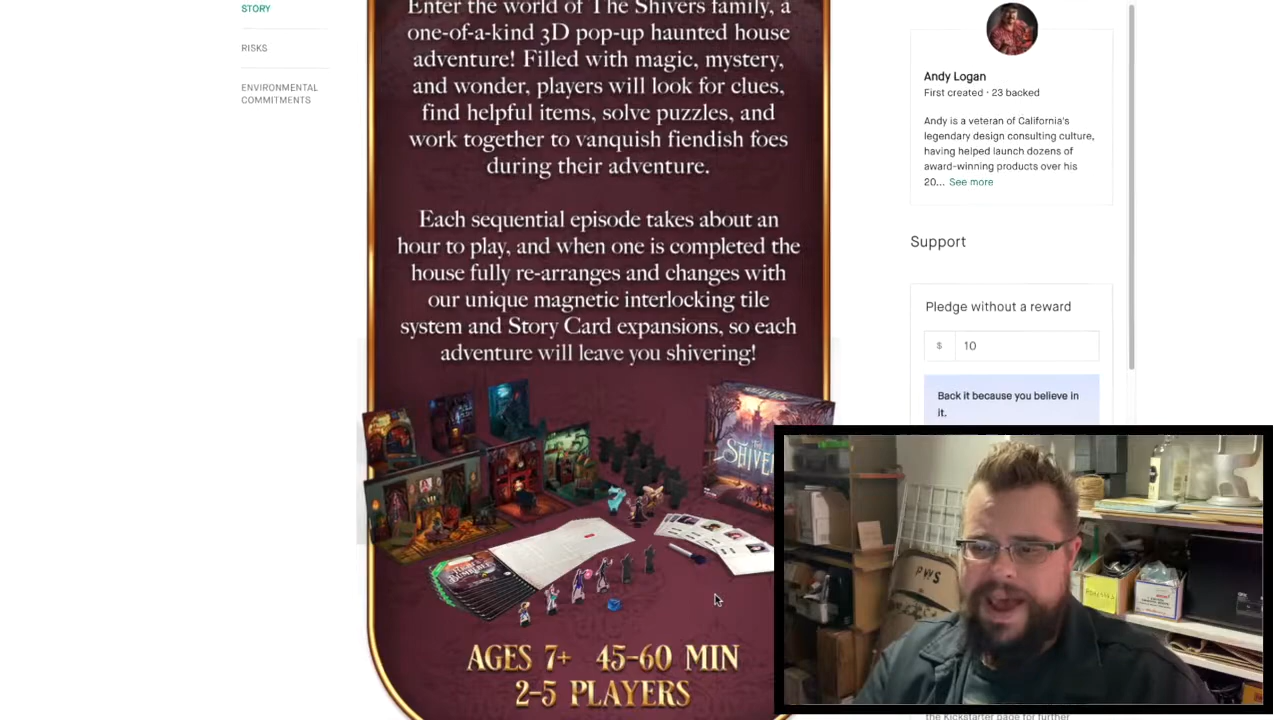 STORY
RISKS
ENVIRONMENTAL
COMMITMENTS
Enter the world of The Shivers family, a
one-of-a-kind 3D pop-up haunted house
adventure! Filled with magic, mystery,
and wonder, players will look for clues,
find helpful items, solve puzzles, and
work together to vanquish fiendish foes
during their adventure.
Each sequential episode takes about an
hour to play, and when one is completed the
house fully re-arranges and changes with
our unique magnetic interlocking tile
system and Story Card expansions, so each
adventure will leave you shivering!
AGES 7+ 45-60 MIN
2-5 PLAYERS
Andy Logan
First created · 23 backed
Andy is a veteran of California's
legendary design consulting culture,
having helped launch dozens of
award-winning products over his
20... See more
Support
Pledge without a reward
$ 10
Back it because you believe in
it.
PWS
the Kickstarter page for further